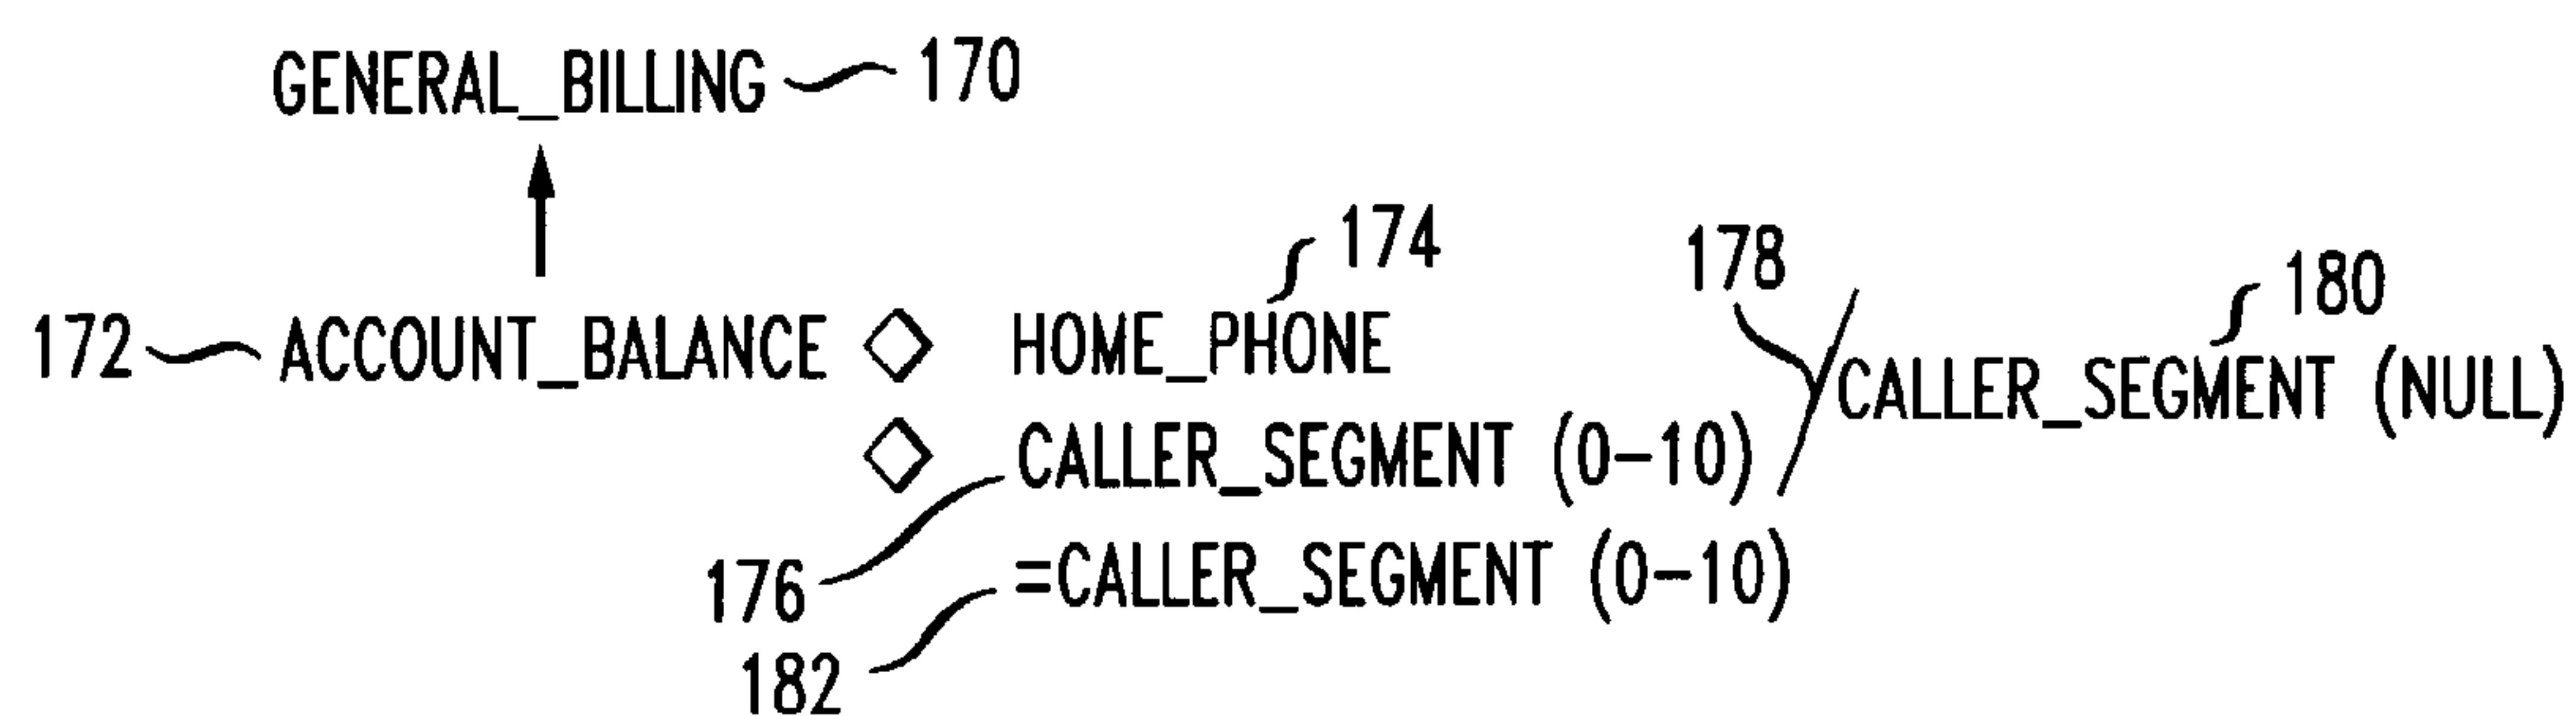 GENERAL_BILLING 170
174
178
180
172 ACCOUNT_BALANCE ◇ HOME_PHONE
/CALLER_SEGMENT (NULL)
◇ CALLER_SEGMENT (0-10)
176 =CALLER_SEGMENT (0-10)
182